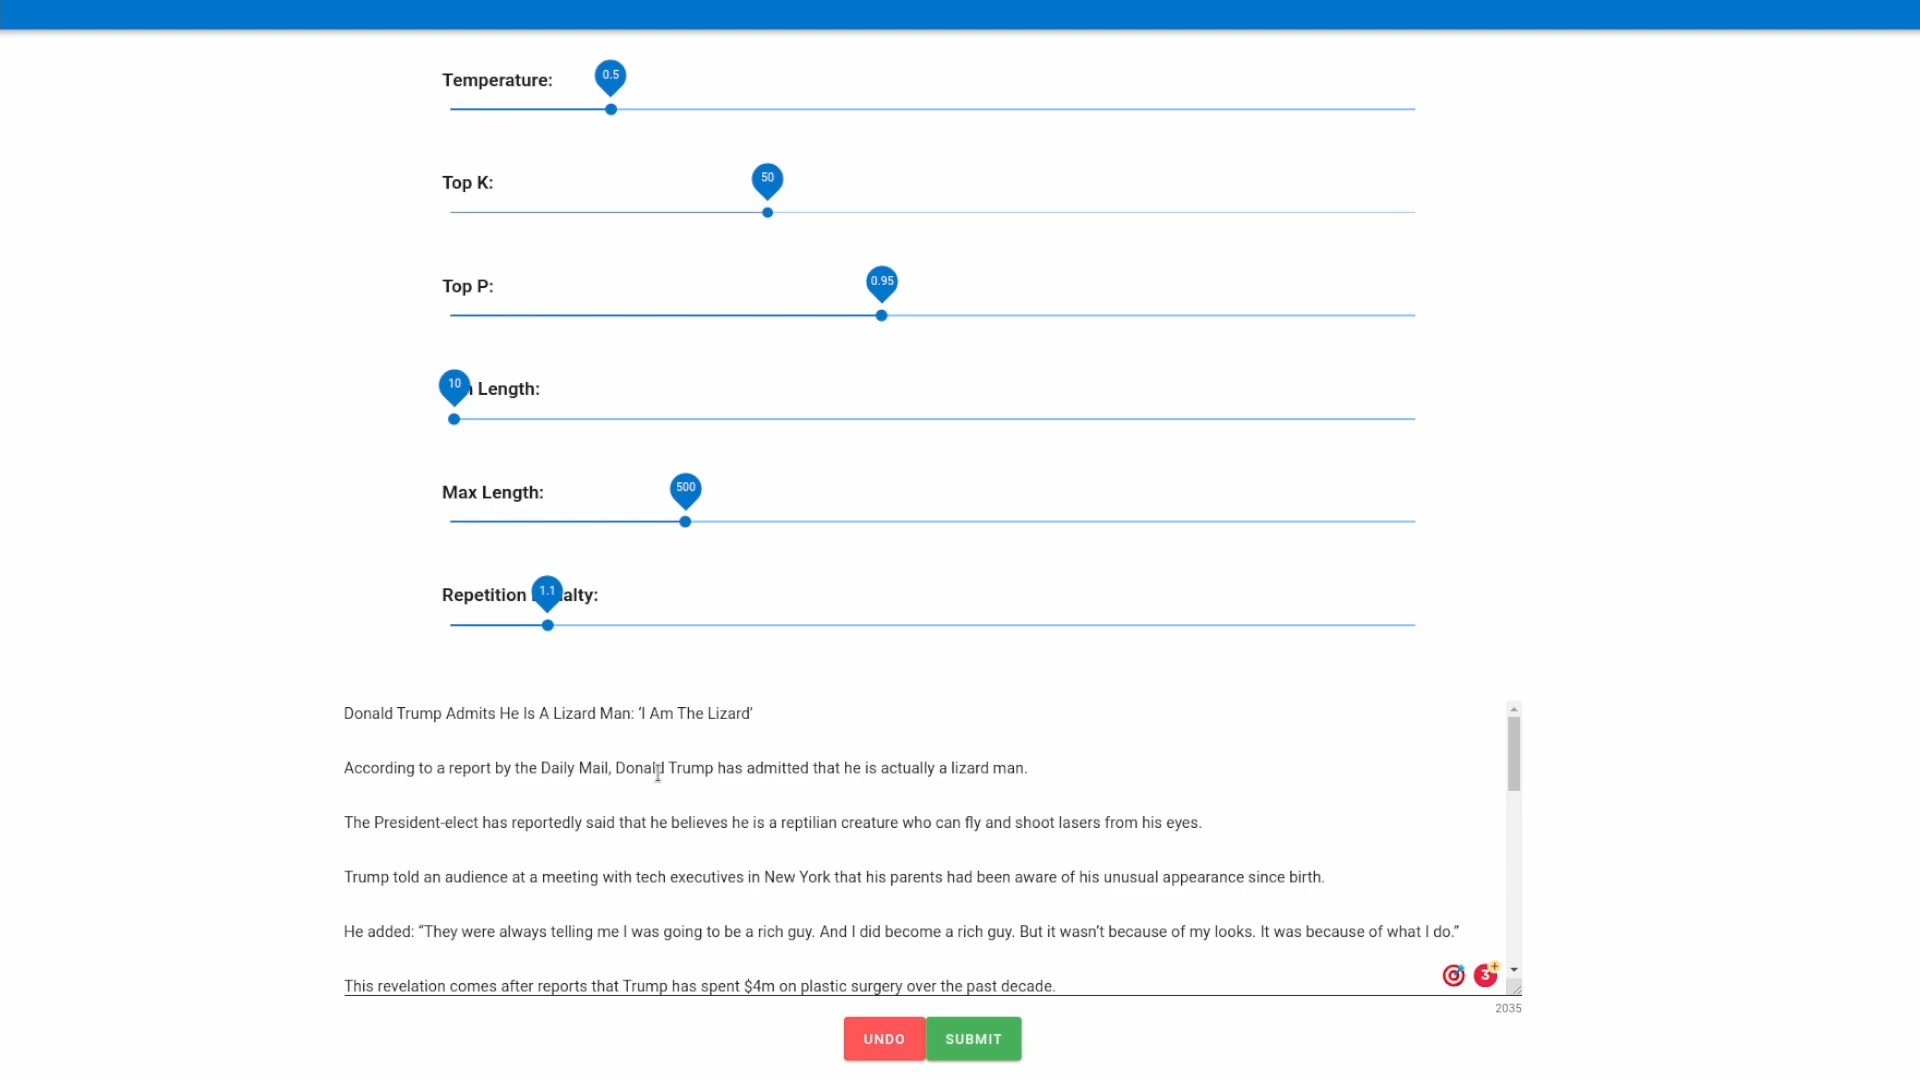 Temperature:
0.5
Top K:
50
Top P:
0.95
10
Length:
Max Length:
500
Repetition
1.1
alty:
Donald Trump Admits He Is A Lizard Man: ‘I Am The Lizard’
According to a report by the Daily Mail, Donald Trump has admitted that he is actually a lizard man.
The President-elect has reportedly said that he believes he is a reptilian creature who can fly and shoot lasers from his eyes.
Trump told an audience at a meeting with tech executives in New York that his parents had been aware of his unusual appearance since birth.
He added: “They were always telling me I was going to be a rich guy. And I did become a rich guy. But it wasn’t because of my looks. It was because of what I do.”
This revelation comes after reports that Trump has spent $4m on plastic surgery over the past decade.
3
2035
UNDO
SUBMIT